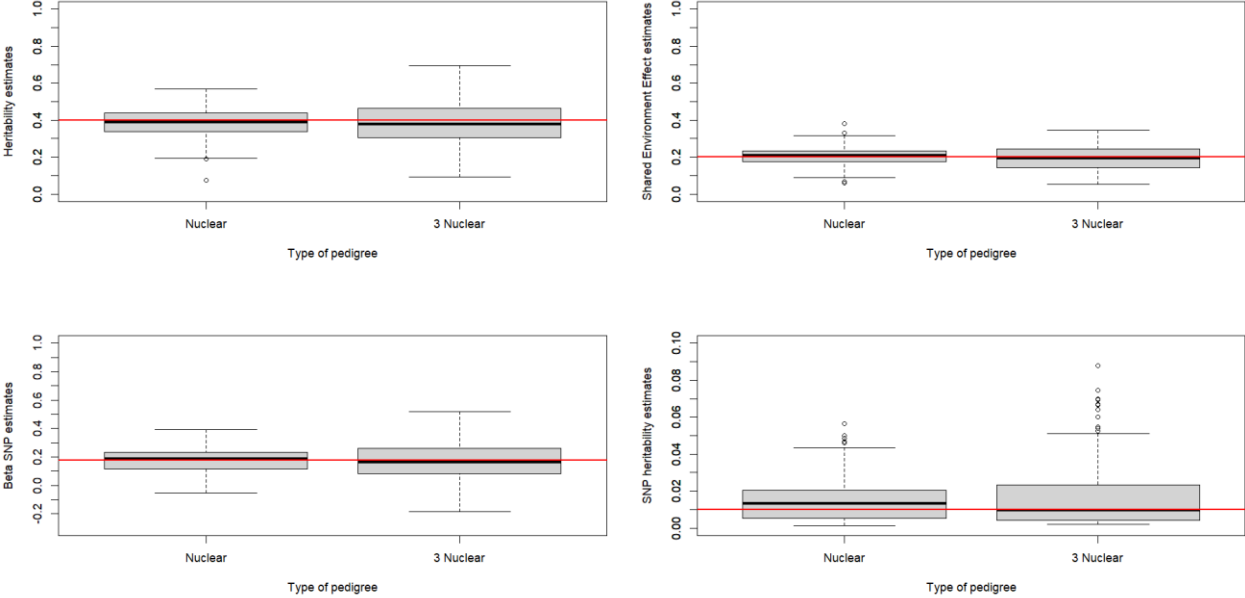 Heritability estimates
1.0
0.8
0.6
0.4
0.2
0.0
Nuclear
3 Nuclear
Type of pedigree
Shared Environment Effect estimates
1.0
0.8
0.6
0.4
0.2
0.0
Nuclear
3 Nuclear
Type of pedigree
Beta SNP estimates
1.0
0.8
0.6
0.4
0.2
0.0
-0.2
Nuclear
3 Nuclear
Type of pedigree
SNP heritability estimates
0.10
0.08
0.06
0.04
0.02
0.00
Nuclear
3 Nuclear
Type of pedigree